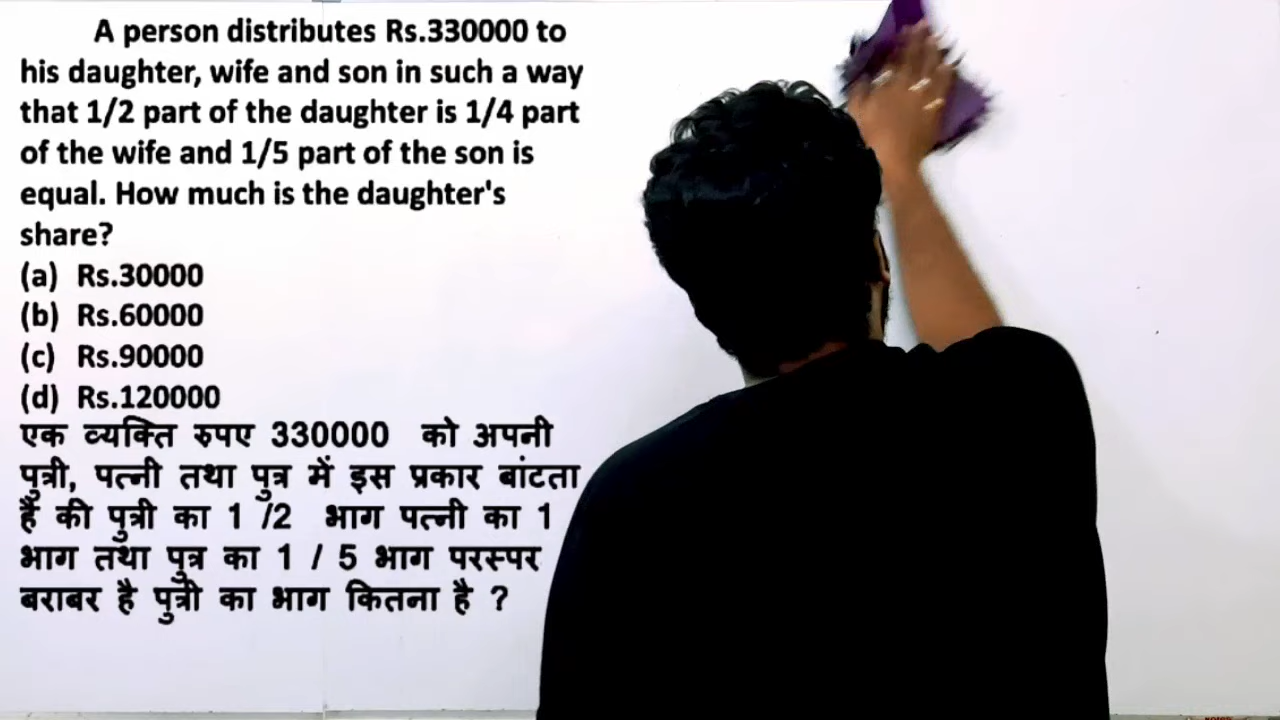 A person distributes Rs.330000 to
his daughter, wife and son in such a way
that 1/2 part of the daughter is 1/4 part
of the wife and 1/5 part of the son is
equal. How much is the daughter's
share?
(a) Rs.30000
(b) Rs.60000
(c) Rs.90000
(d) Rs.120000
एक व्यक्ति रुपए 330000 को अपनी
पुत्री, पत्नी तथा पुत्र में इस प्रकार बांटता
है की पुत्री का 1 /2 भाग पत्नी का 1
भाग तथा पुत्र का 1 / 5 भाग परस्पर
बराबर है पुत्री का भाग कितना है ?